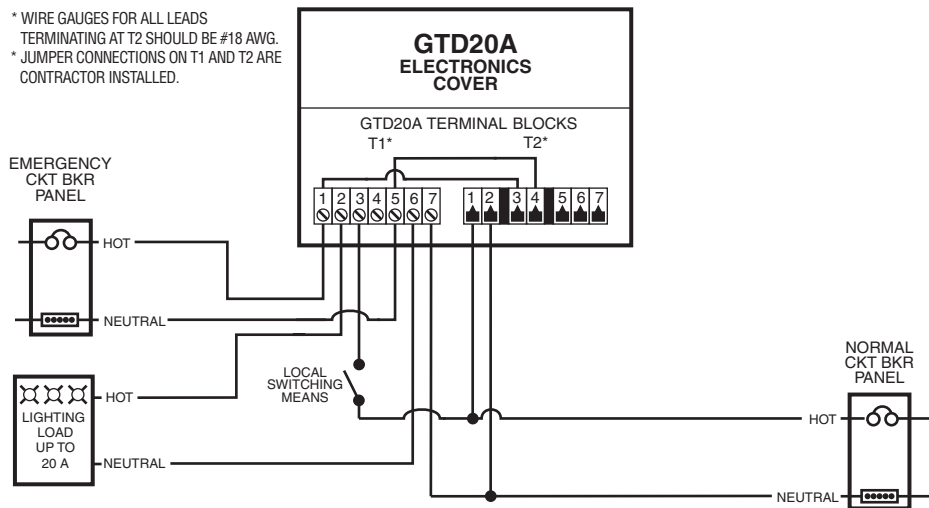 * WIRE GAUGES FOR ALL LEADS
TERMINATING AT T2 SHOULD BE #18 AWG.
* JUMPER CONNECTIONS ON T1 AND T2 ARE
CONTRACTOR INSTALLED.
GTD20A
ELECTRONICS
COVER
GTD20A TERMINAL BLOCKS
T1* T2*
1 2 3 4 5 6 7 1 2 3 4 5 6 7
EMERGENCY
CKT BKR
PANEL
HOT
NEUTRAL
LOCAL
SWITCHING
MEANS
HOT
LIGHTING
LOAD
UP TO
20 A
NEUTRAL
NORMAL
CKT BKR
PANEL
HOT
NEUTRAL